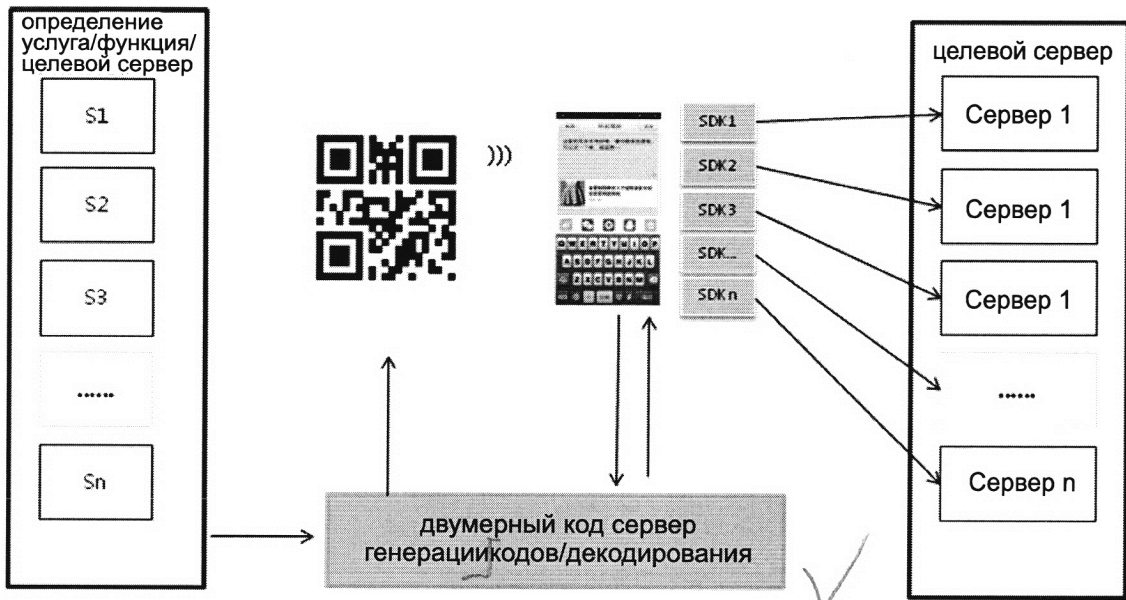 определение
услуга/функция/
целевой сервер
S1
S2
S3
......
Sn
SDK1
SDK2
SDK3
SDK...
SDKn
целевой сервер
Сервер 1
Сервер 1
Сервер 1
......
Сервер n
двумерный код сервер
генерациикодов/декодирования